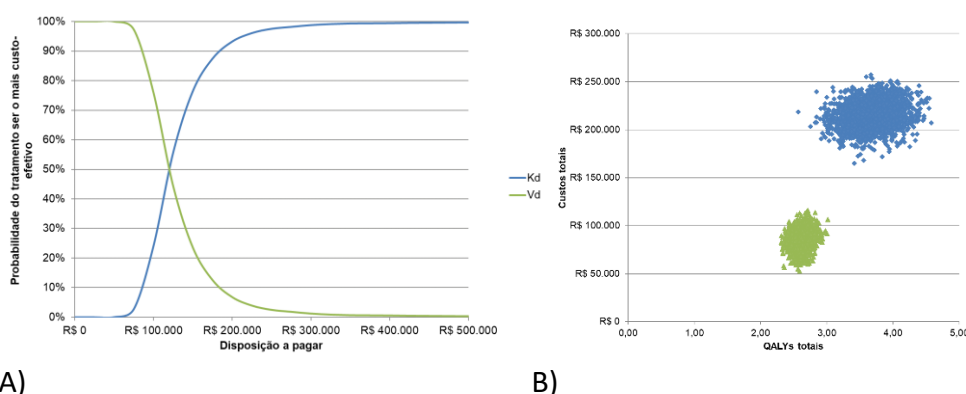 100%
90%
80%
70%
60%
50%
40%
30%
20%
10%
0%
Probabilidade do tratamento ser o mais custo-
efetivo
R$ 0
R$ 100.000
R$ 200.000
R$ 300.000
R$ 400.000
R$ 500.000
Disposição a pagar
Kd
Vd
A)
R$ 300.000
R$ 250.000
R$ 200.000
R$ 150.000
R$ 100.000
R$ 50.000
R$ 0
Custos totais
0,00
1,00
2,00
3,00
4,00
5,00
QALYs totais
B)